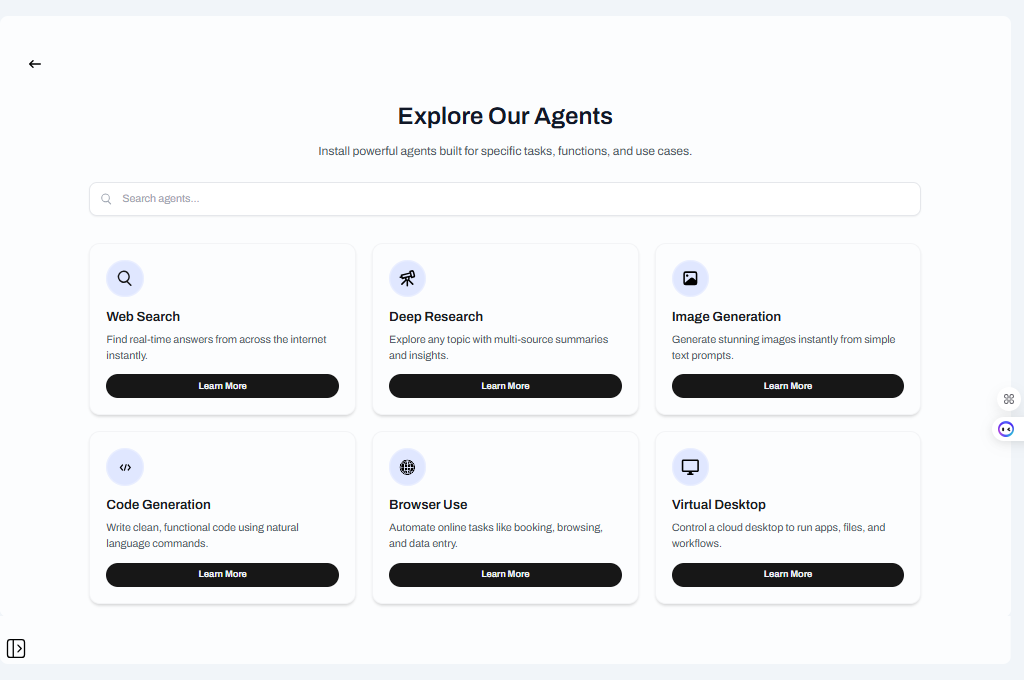 Explore Our Agents
Install powerful agents built for specific tasks, functions, and use cases.
Search agents...
Web Search
Find real-time answers from across the internet
instantly.
Learn More
Deep Research
Explore any topic with multi-source summaries
and insights.
Learn More
Image Generation
Generate stunning images instantly from simple
text prompts.
Learn More
Code Generation
Write clean, functional code using natural
language commands.
Learn More
Browser Use
Automate online tasks like booking, browsing,
and data entry.
Learn More
Virtual Desktop
Control a cloud desktop to run apps, files, and
workflows.
Learn More